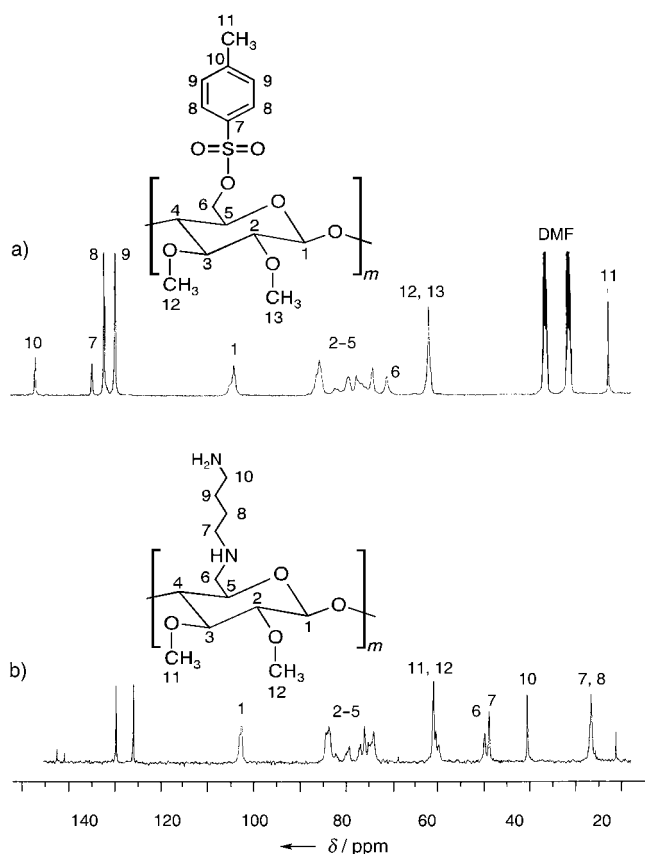 11
CH₃
10
9 9
8 8
7
O=S=O
O
6
4 5 O
2 O
O 3 1 m
CH₃ O
12 CH₃
13
a)
10 7 8 9 1 2–5 6 12, 13 DMF 11
H₂N 10
9 8
7
HN
6
4 5 O
2 O
O 3 1 m
CH₃ O
11 CH₃
12
b)
1 2–5 11, 12 6 7 10 7, 8
140 120 100 80 60 40 20
δ / ppm